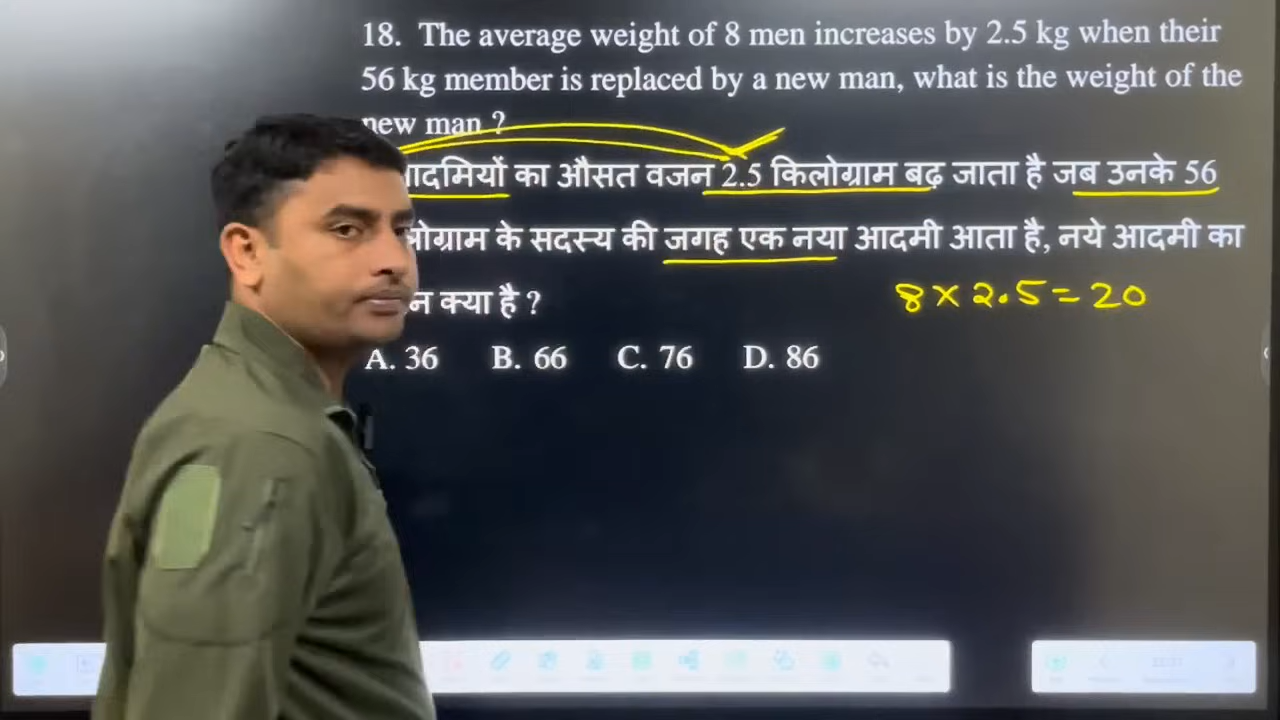 18. The average weight of 8 men increases by 2.5 kg when their
56 kg member is replaced by a new man, what is the weight of the
new man ?
का औसत वजन 2.5 किलोग्राम बढ़ जाता है जब उनके 56
के सदस्य की जगह एक नया आदमी आता है, नये आदमी का
क्या है ?
8 × 2.5 = 20
A. 36 B. 66 C. 76 D. 86